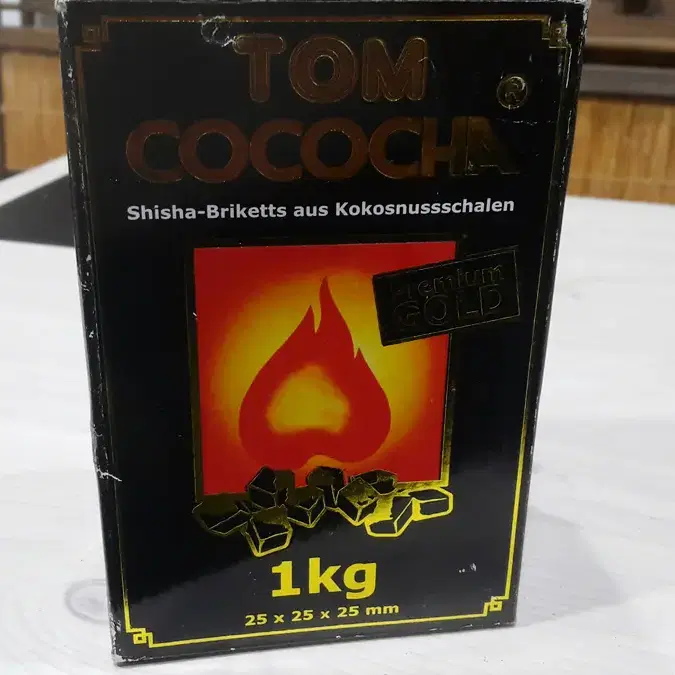 TOM
COCOCHA®
Shisha-Briketts aus Kokosnussschalen
Premium
GOLD
1kg
25 x 25 x 25 mm